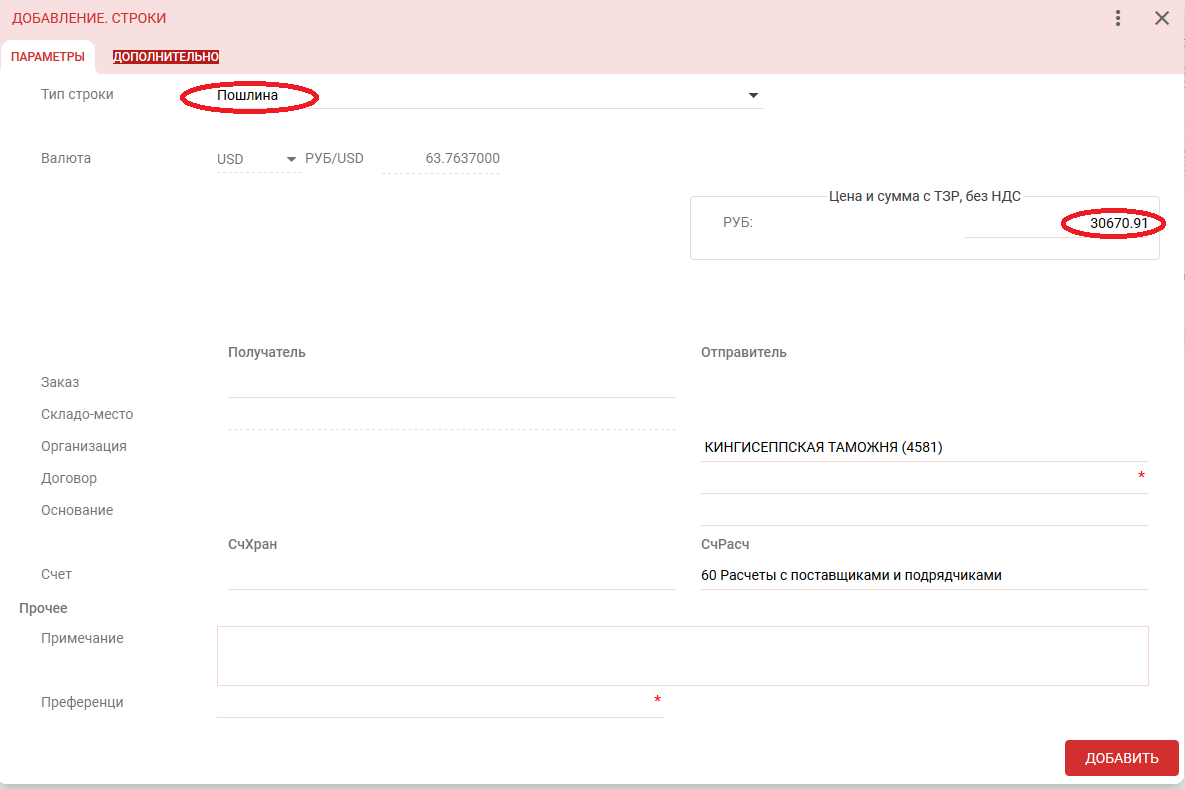 ДОБАВЛЕНИЕ. СТРОКИ
ПАРАМЕТРЫ ДОПОЛНИТЕЛЬНО
Тип строки Пошлина
Валюта USD РУБ/USD 63.7637000
Цена и сумма с ТЗР, без НДС
РУБ: 30670.91
Получатель Отправитель
Заказ
Складо-место
Организация КИНГИСЕППСКАЯ ТАМОЖНЯ (4581)
Договор *
Основание
СчХран СчРасч
Счет 60 Расчеты с поставщиками и подрядчиками
Прочее
Примечание
Преференци *
ДОБАВИТЬ